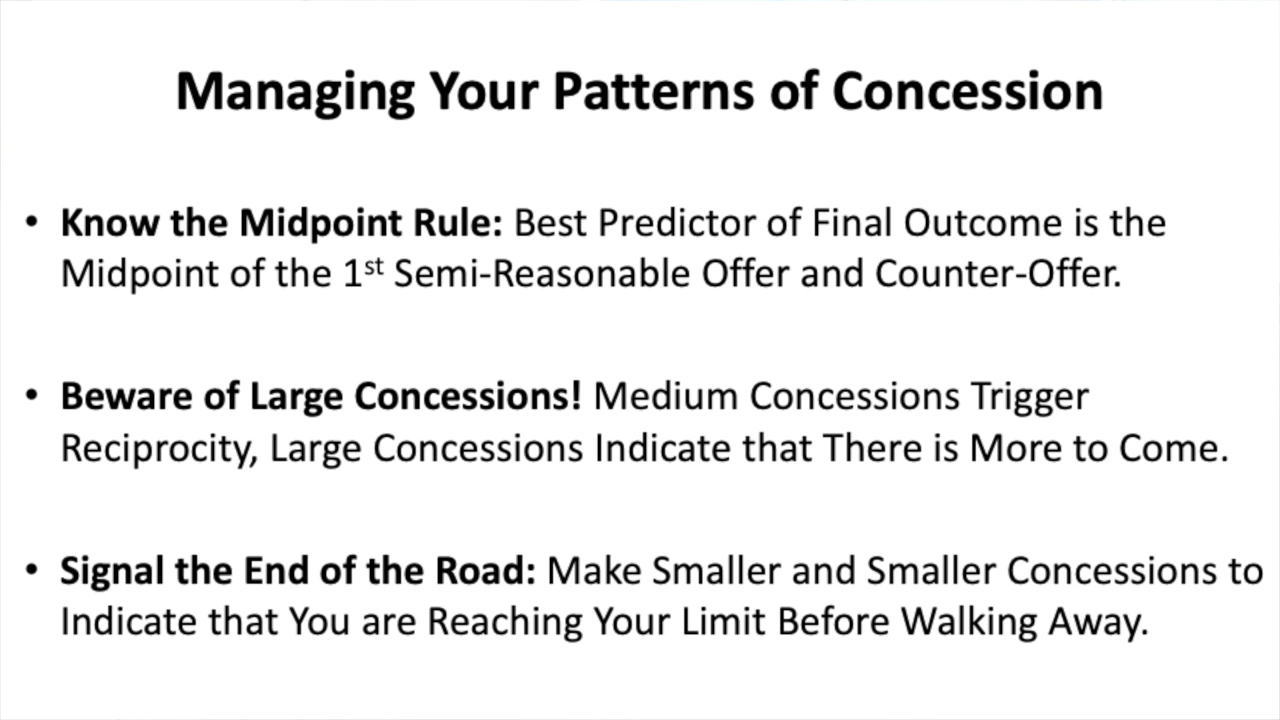 Managing Your Patterns of Concession
• Know the Midpoint Rule: Best Predictor of Final Outcome is the
Midpoint of the 1st Semi-Reasonable Offer and Counter-Offer.
• Beware of Large Concessions! Medium Concessions Trigger
Reciprocity, Large Concessions Indicate that There is More to Come.
• Signal the End of the Road: Make Smaller and Smaller Concessions to
Indicate that You are Reaching Your Limit Before Walking Away.